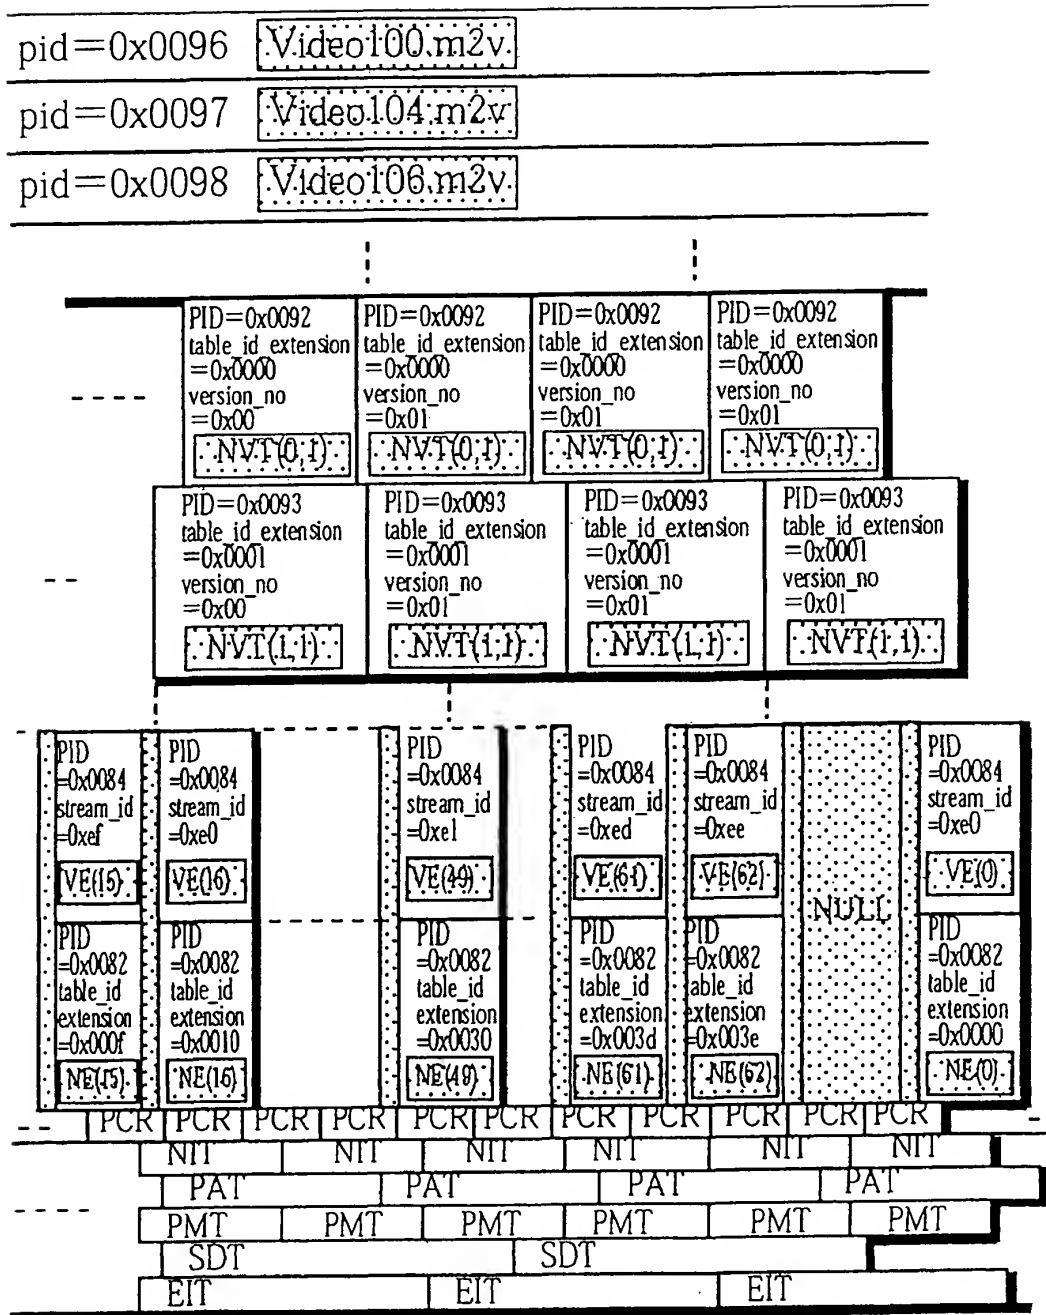 pid=0x0096 Video100.m2v
pid=0x0097 Video104.m2v
pid=0x0098 Video106.m2v
PID=0x0092
table_id_extension
=0x0000
version_no
=0x00
NVT(0,1)
PID=0x0092
table_id_extension
=0x0000
version_no
=0x01
NVT(0,1)
PID=0x0092
table_id_extension
=0x0000
version_no
=0x01
NVT(0,1)
PID=0x0092
table_id_extension
=0x0000
version_no
=0x01
NVT(0,1)
PID=0x0093
table_id_extension
=0x0001
version_no
=0x00
NVT(1,1)
PID=0x0093
table_id_extension
=0x0001
version_no
=0x01
NVT(1,1)
PID=0x0093
table_id_extension
=0x0001
version_no
=0x01
NVT(1,1)
PID=0x0093
table_id_extension
=0x0001
version_no
=0x01
NVT(1,1)
PID
=0x0084
stream_id
=0xef
VE(15)
PID
=0x0084
stream_id
=0xe0
VE(16)
PID
=0x0084
stream_id
=0xe1
VE(49)
PID
=0x0084
stream_id
=0xed
VE(61)
PID
=0x0084
stream_id
=0xee
VE(62)
NULL
PID
=0x0084
stream_id
=0xe0
VE(0)
PID
=0x0082
table_id
extension
=0x000f
NE(15)
PID
=0x0082
table_id
extension
=0x0010
NE(16)
PID
=0x0082
table_id
extension
=0x0030
NE(49)
PID
=0x0082
table_id
extension
=0x003d
NE(61)
PID
=0x0082
table_id
extension
=0x003e
NE(62)
PID
=0x0082
table_id
extension
=0x0000
NE(0)
PCR PCR PCR PCR PCR PCR PCR PCR PCR PCR PCR
NIT NIT NIT NIT NIT NIT
PAT PAT PAT PAT
PMT PMT PMT PMT PMT PMT
SDT SDT
EIT EIT EIT